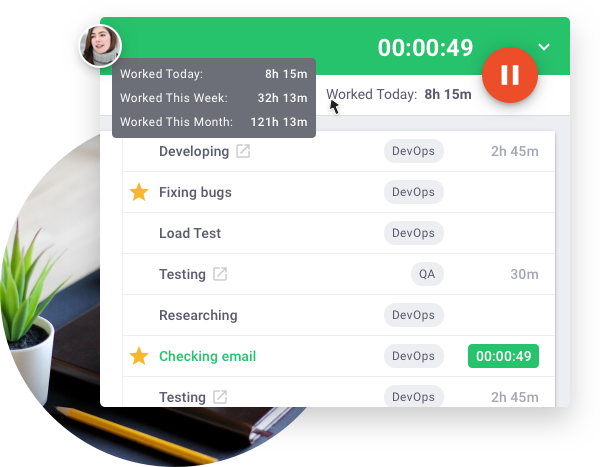 00:00:49
Worked Today: 8h 15m
Worked This Week: 32h 13m
Worked This Month: 121h 13m
Worked Today: 8h 15m
Developing DevOps 2h 45m
Fixing bugs DevOps
Load Test DevOps
Testing QA 30m
Researching DevOps
Checking email DevOps 00:00:49
Testing DevOps 2h 45m